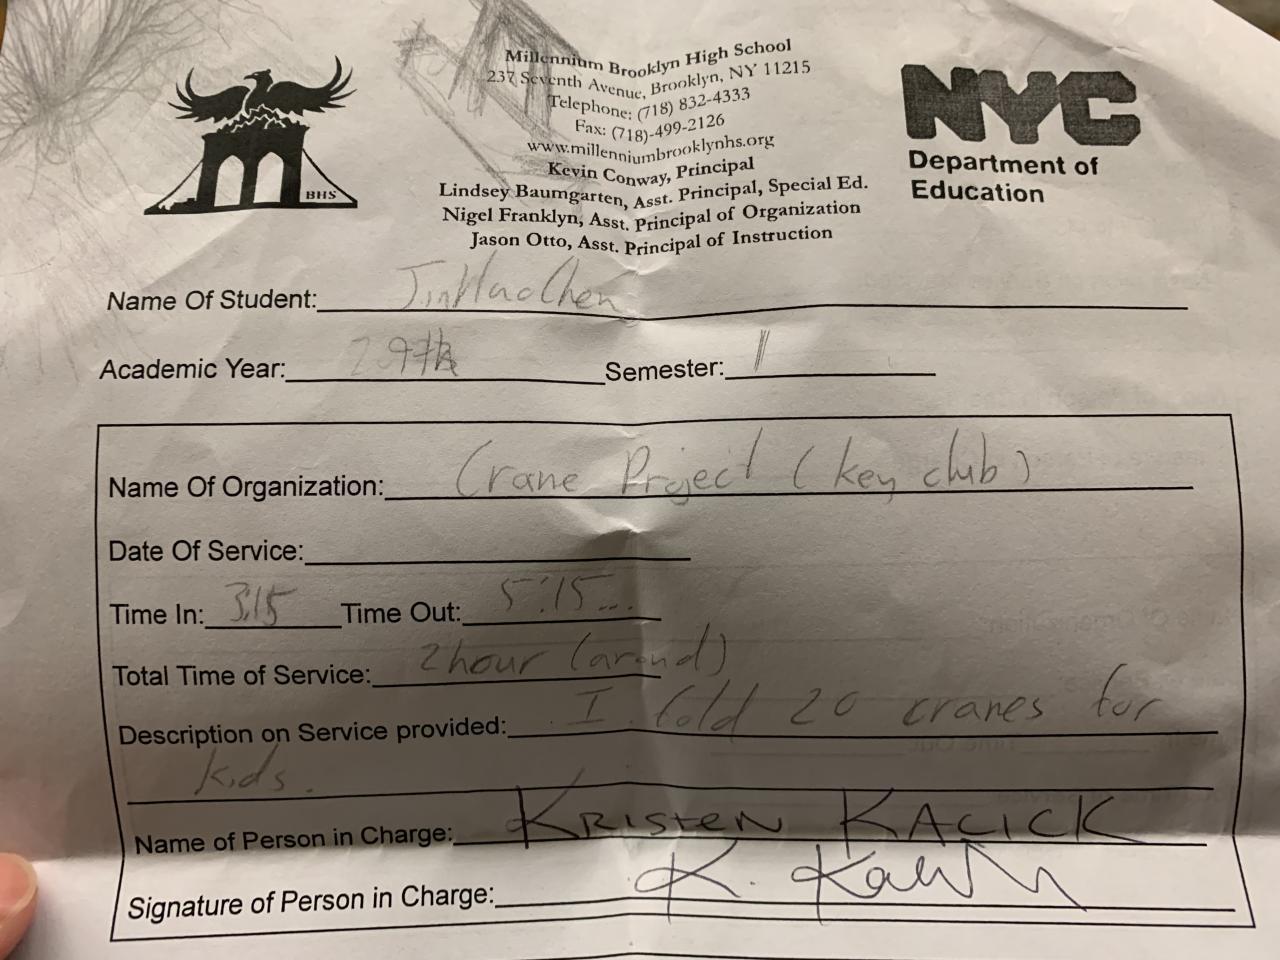 Millennium Brooklyn High School
237 Seventh Avenue, Brooklyn, NY 11215
Telephone: (718) 832-4333
Fax: (718)-499-2126
www.millenniumbrooklynhs.org
Kevin Conway, Principal
Lindsey Baumgarten, Asst. Principal, Special Ed.
Nigel Franklyn, Asst. Principal of Organization
Jason Otto, Asst. Principal of Instruction
BHS
NYC
Department of
Education
Name Of Student: JinHaoChen
Academic Year: Semester: 1
Name Of Organization: Crane Project (key club)
Date Of Service:
Time In: 3:15 Time Out: 5:15...
Total Time of Service: 2hour (arond)
Description on Service provided: I fold 20 cranes for
kids.
Name of Person in Charge: KRISTEN KACICK
Signature of Person in Charge: K.